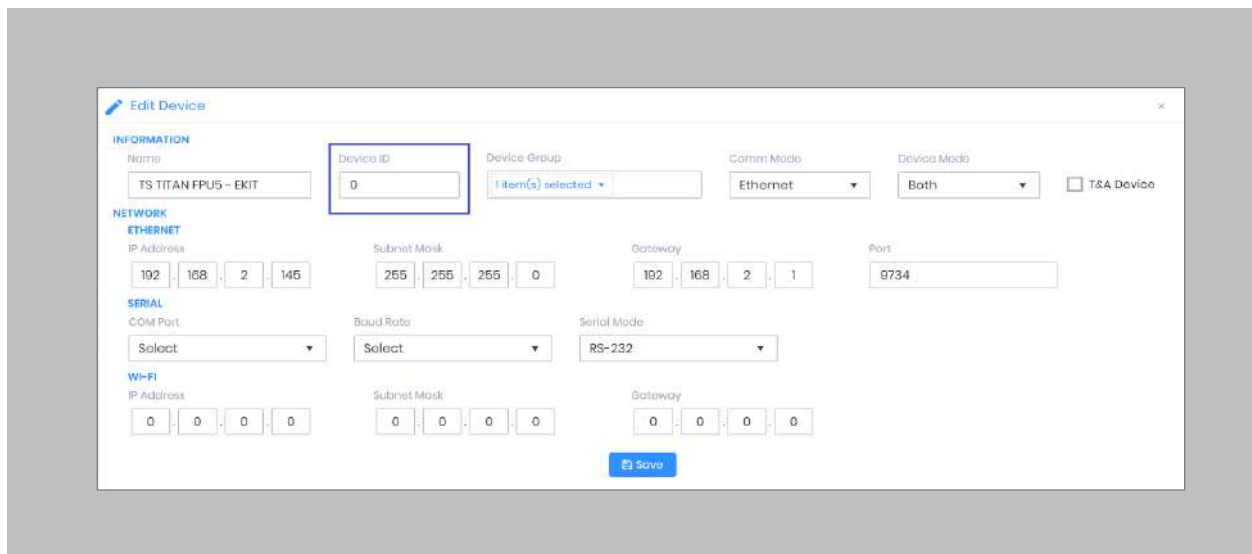 Edit Device ×
INFORMATION
Name Device ID Device Group Comm Mode Device Mode
TS TITAN FPU5 - EKIT 0 1 item(s) selected Ethernet Both T&A Device
NETWORK
ETHERNET
IP Address Subnet Mask Gateway Port
192 . 168 . 2 . 145 255 . 255 . 255 . 0 192 . 168 . 2 . 1 9734
SERIAL
COM Port Baud Rate Serial Mode
Select Select RS-232
WI-FI
IP Address Subnet Mask Gateway
0 . 0 . 0 . 0 0 . 0 . 0 . 0 0 . 0 . 0 . 0
Save